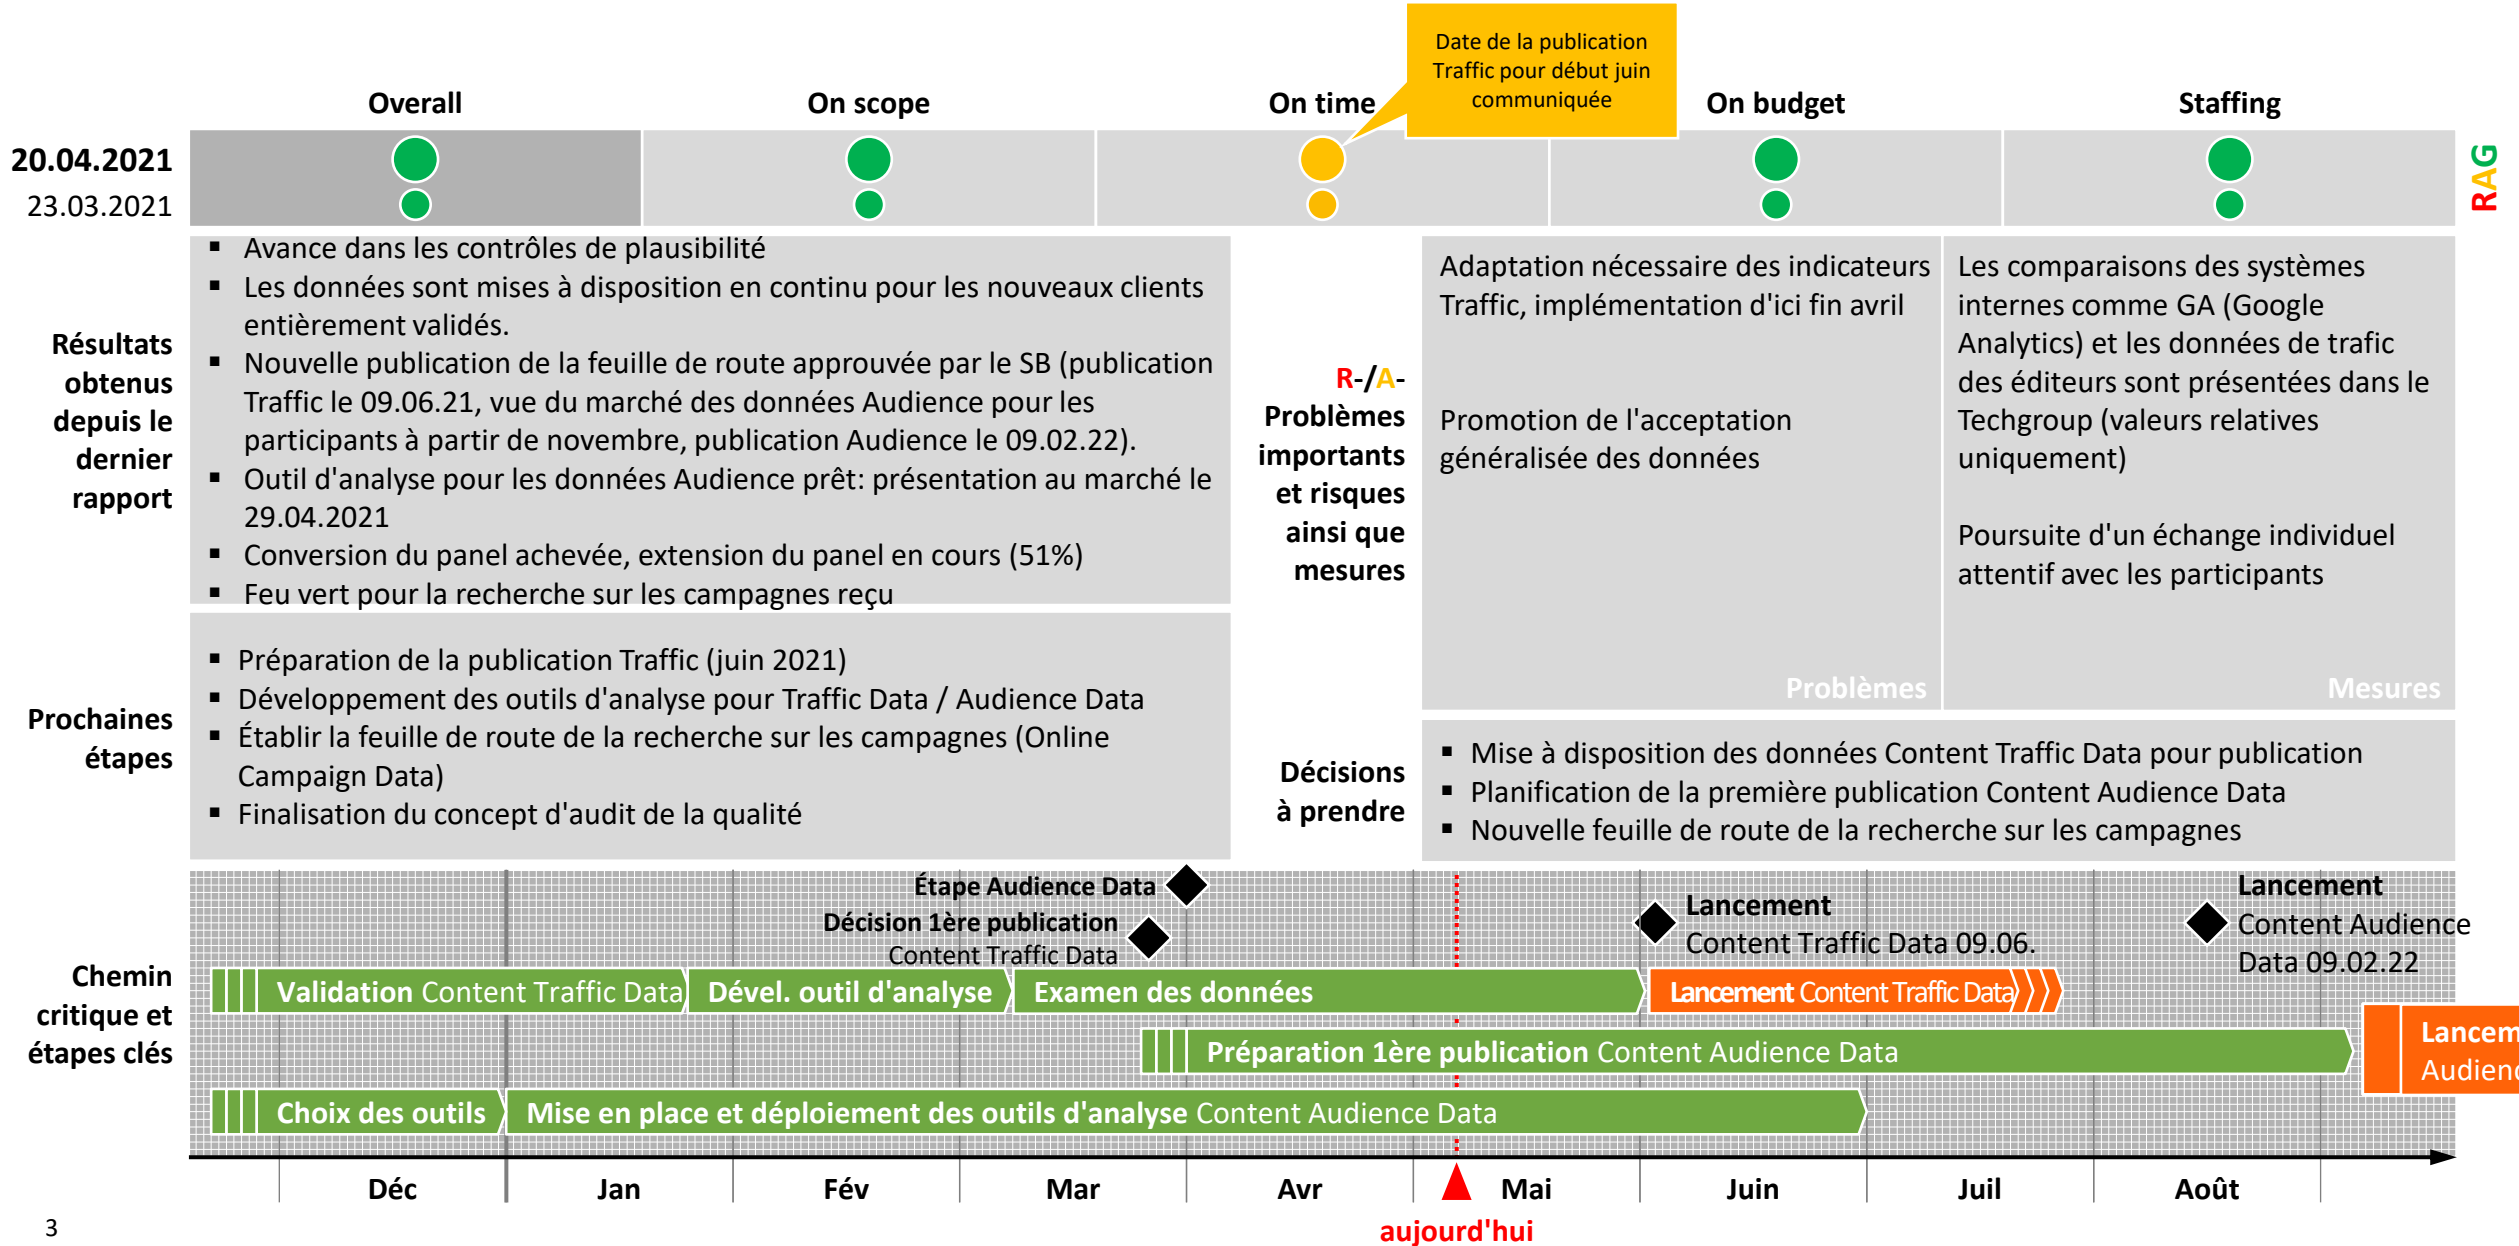 Date de la publication
Traffic pour début juin
communiquée
Overall
On scope
On time
On budget
Staffing
20.04.2021
23.03.2021
RAG
Résultats
obtenus
depuis le
dernier
rapport
▪ Avance dans les contrôles de plausibilité
▪ Les données sont mises à disposition en continu pour les nouveaux clients
entièrement validés.
▪ Nouvelle publication de la feuille de route approuvée par le SB (publication
Traffic le 09.06.21, vue du marché des données Audience pour les
participants à partir de novembre, publication Audience le 09.02.22).
▪ Outil d'analyse pour les données Audience prêt: présentation au marché le
29.04.2021
▪ Conversion du panel achevée, extension du panel en cours (51%)
▪ Feu vert pour la recherche sur les campagnes reçu
R-/A-
Problèmes
importants
et risques
ainsi que
mesures
Adaptation nécessaire des indicateurs
Traffic, implémentation d'ici fin avril
Promotion de l'acceptation
généralisée des données
Problèmes
Les comparaisons des systèmes
internes comme GA (Google
Analytics) et les données de trafic
des éditeurs sont présentées dans le
Techgroup (valeurs relatives
uniquement)
Poursuite d'un échange individuel
attentif avec les participants
Mesures
Prochaines
étapes
▪ Préparation de la publication Traffic (juin 2021)
▪ Développement des outils d'analyse pour Traffic Data / Audience Data
▪ Établir la feuille de route de la recherche sur les campagnes (Online
Campaign Data)
▪ Finalisation du concept d'audit de la qualité
Décisions
à prendre
▪ Mise à disposition des données Content Traffic Data pour publication
▪ Planification de la première publication Content Audience Data
▪ Nouvelle feuille de route de la recherche sur les campagnes
Chemin
critique et
étapes clés
Étape Audience Data
Décision 1ère publication
Content Traffic Data
Lancement
Content Traffic Data 09.06.
Lancement
Content Audience
Data 09.02.22
Validation Content Traffic Data
Dével. outil d'analyse
Examen des données
Lancement Content Traffic Data
Préparation 1ère publication Content Audience Data
Lancem
Audienc
Choix des outils
Mise en place et déploiement des outils d'analyse Content Audience Data
Déc
Jan
Fév
Mar
Avr
Mai
Juin
Juil
Août
aujourd'hui
3